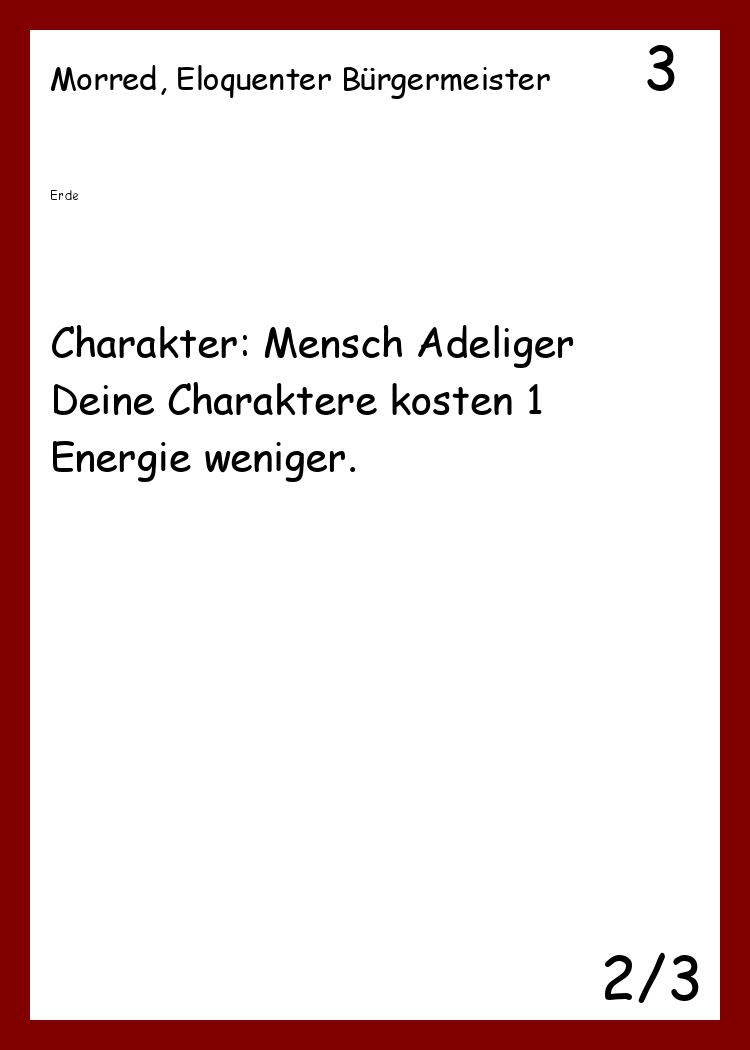 Morred, Eloquenter Bürgermeister
3
Erde
Charakter: Mensch Adeliger
Deine Charaktere kosten 1
Energie weniger.
2/3